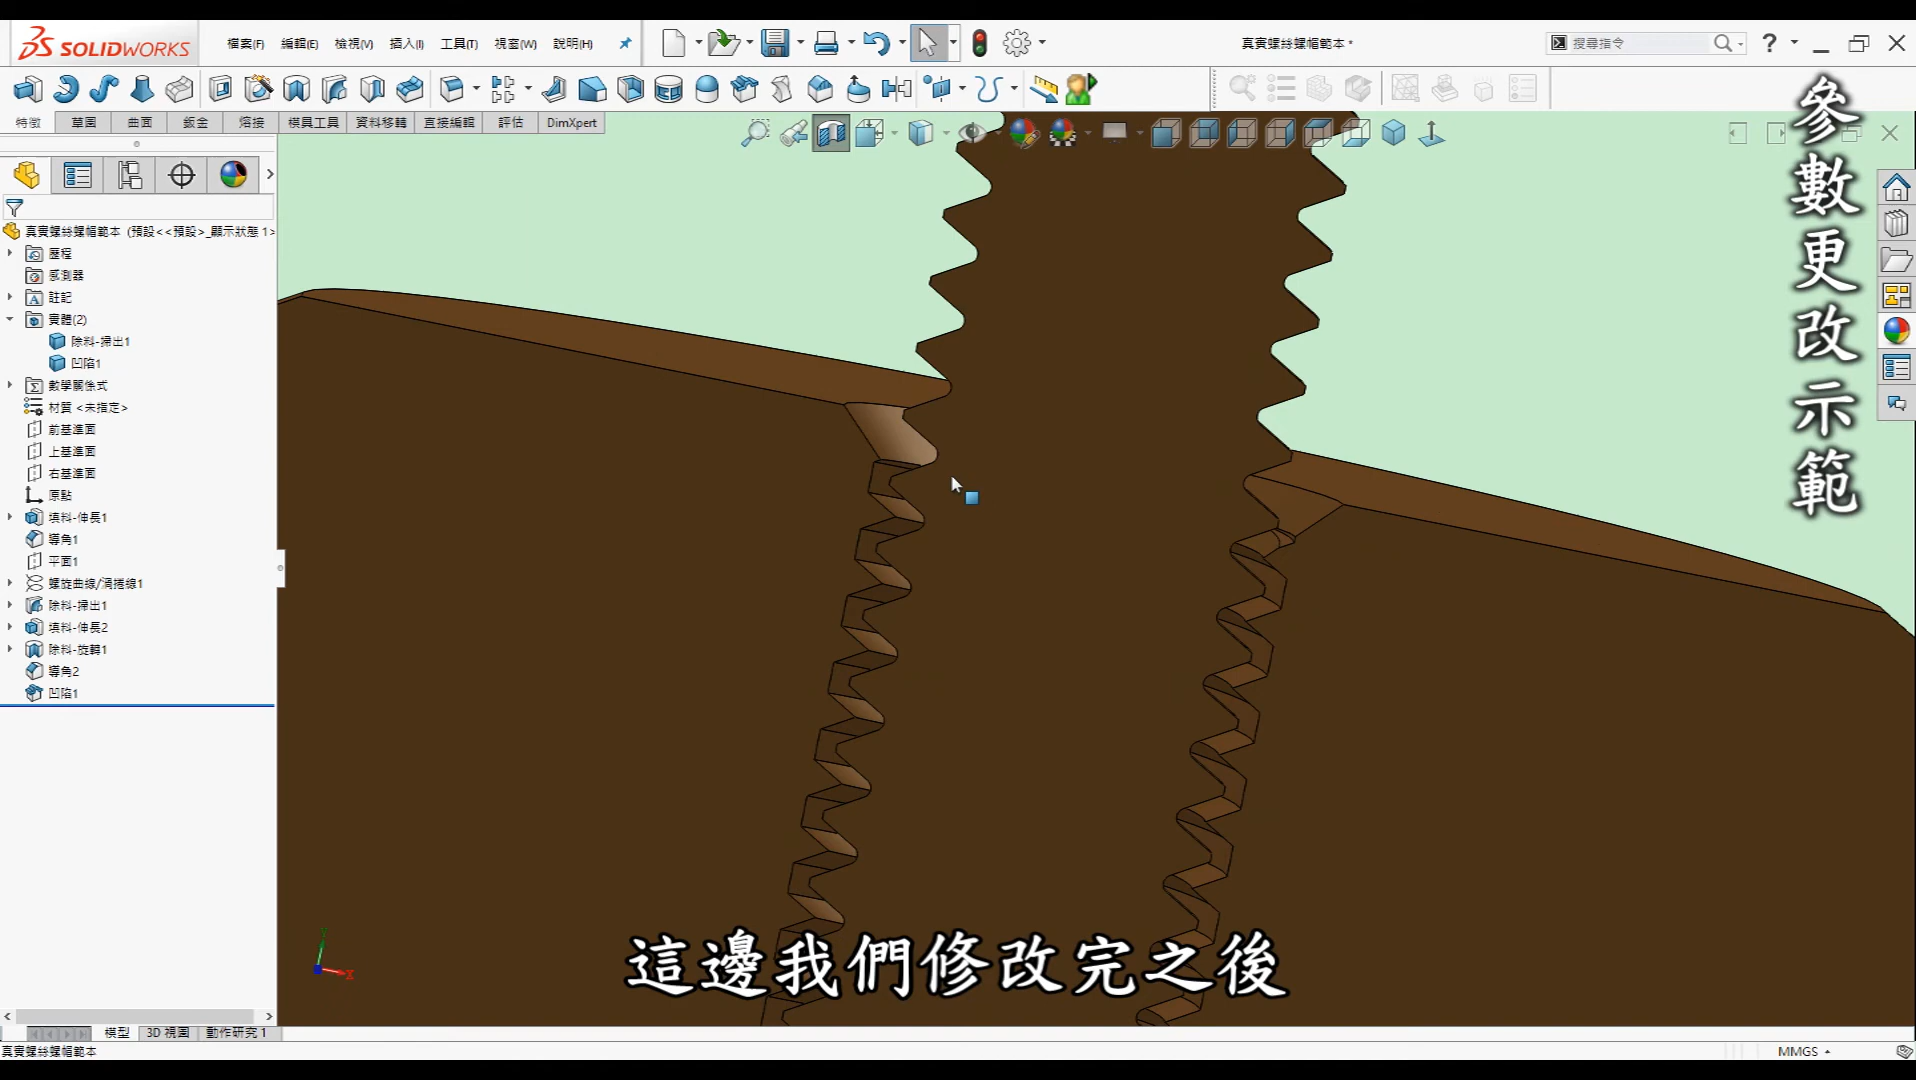 SOLIDWORKS
檔案(F) 編輯(E) 檢視(V) 插入(I) 工具(T) 視窗(W) 說明(H)
真實螺絲螺帽範本 *
搜尋指令
?
特徵 草圖 曲面 鈑金 熔接 模具工具 資料移轉 直接編輯 評估 DimXpert
真實螺絲螺帽範本 (預設<<預設>_顯示狀態 1>
歷程
感測器
註記
實體(2)
除料-掃出1
凹陷1
數學關係式
材質 <未指定>
前基準面
上基準面
右基準面
原點
填料-伸長1
導角1
平面1
螺旋曲線/渦捲線1
除料-掃出1
填料-伸長2
除料-旋轉1
導角2
凹陷1
參數更改示範
這邊我們修改完之後
Y
X
模型 3D 視圖 動作研究 1
真實螺絲螺帽範本
MMGS